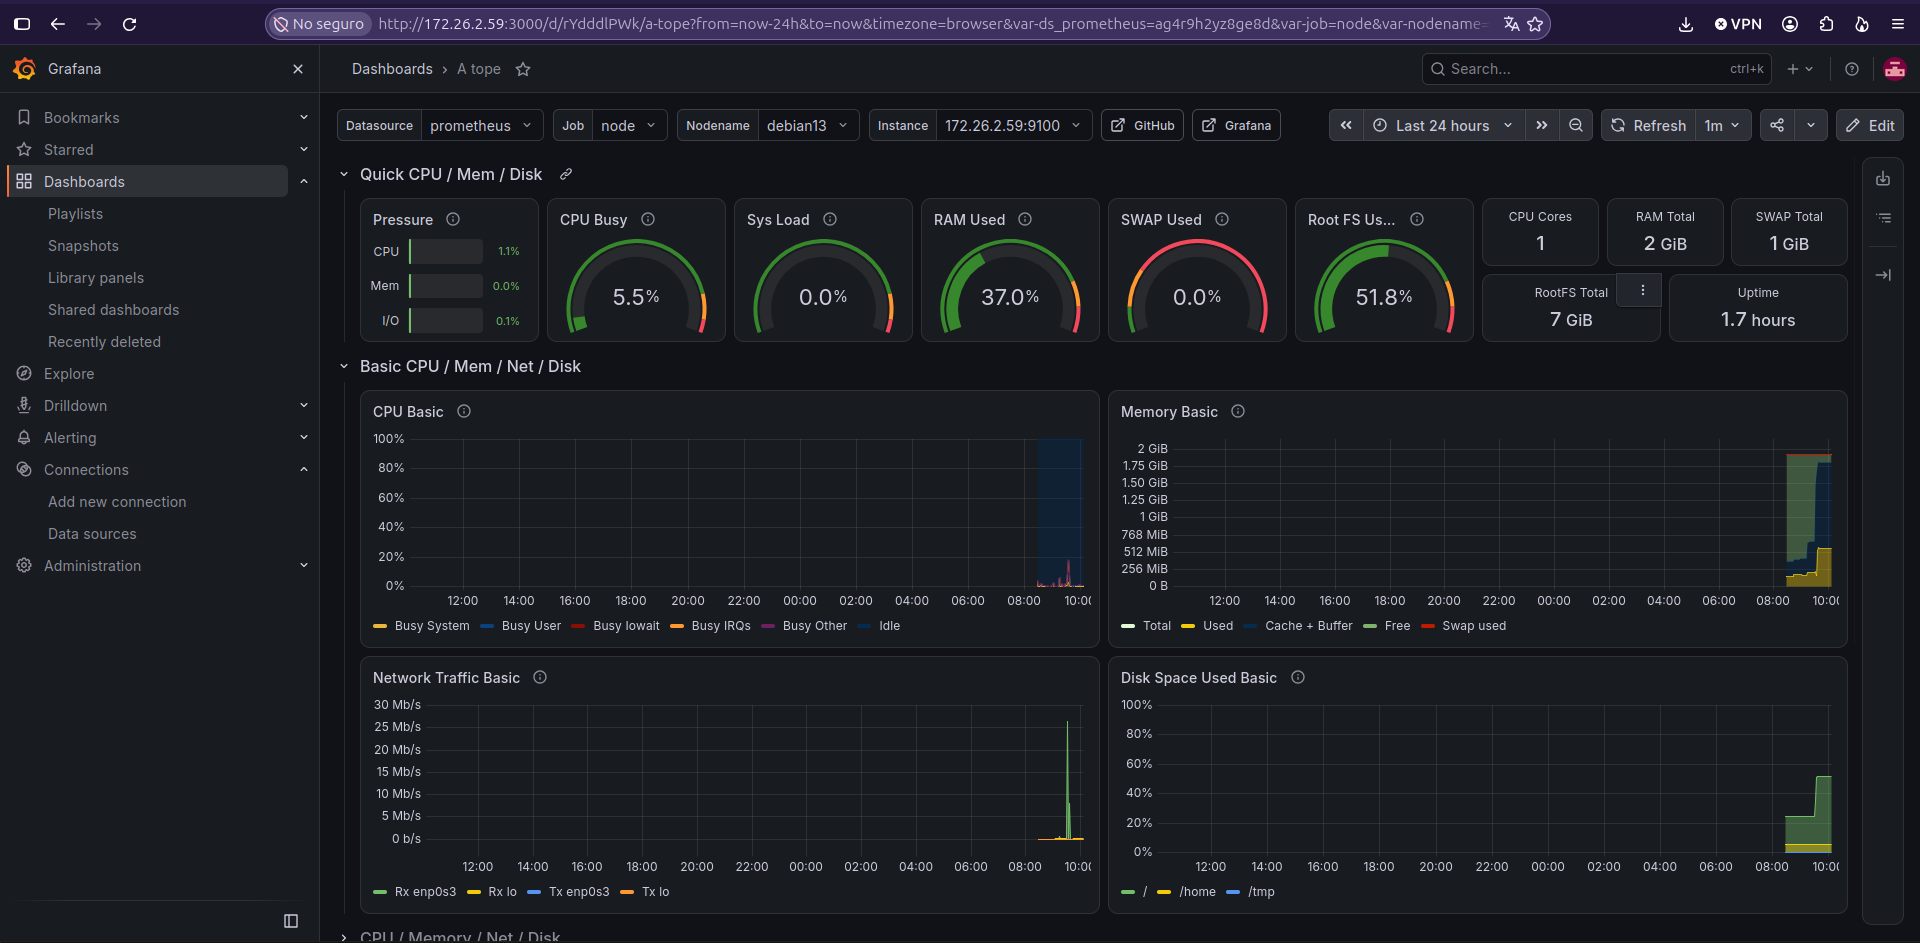 No seguro http://172.26.2.59:3000/d/rYdddlPWk/a-tope?from=now-24h&to=now&timezone=browser&var-ds_prometheus=ag4r9h2yz8ge8d&var-job=node&var-nodename= VPN
Grafana
Dashboards › A tope
Search... ctrl+k
Bookmarks
Starred
Dashboards
Playlists
Snapshots
Library panels
Shared dashboards
Recently deleted
Explore
Drilldown
Alerting
Connections
Add new connection
Data sources
Administration
Datasource prometheus Job node Nodename debian13 Instance 172.26.2.59:9100 GitHub Grafana Last 24 hours Refresh 1m Edit
Quick CPU / Mem / Disk
Pressure
CPU 1.1%
Mem 0.0%
I/O 0.1%
CPU Busy
5.5%
Sys Load
0.0%
RAM Used
37.0%
SWAP Used
0.0%
Root FS Us...
51.8%
CPU Cores
1
RAM Total
2 GiB
SWAP Total
1 GiB
RootFS Total
7 GiB
Uptime
1.7 hours
Basic CPU / Mem / Net / Disk
CPU Basic
100%
80%
60%
40%
20%
0%
12:00 14:00 16:00 18:00 20:00 22:00 00:00 02:00 04:00 06:00 08:00 10:00
Busy System Busy User Busy Iowait Busy IRQs Busy Other Idle
Memory Basic
2 GiB
1.75 GiB
1.50 GiB
1.25 GiB
1 GiB
768 MiB
512 MiB
256 MiB
0 B
12:00 14:00 16:00 18:00 20:00 22:00 00:00 02:00 04:00 06:00 08:00 10:00
Total Used Cache + Buffer Free Swap used
Network Traffic Basic
30 Mb/s
25 Mb/s
20 Mb/s
15 Mb/s
10 Mb/s
5 Mb/s
0 b/s
12:00 14:00 16:00 18:00 20:00 22:00 00:00 02:00 04:00 06:00 08:00 10:00
Rx enp0s3 Rx lo Tx enp0s3 Tx lo
Disk Space Used Basic
100%
80%
60%
40%
20%
0%
12:00 14:00 16:00 18:00 20:00 22:00 00:00 02:00 04:00 06:00 08:00 10:00
/ /home /tmp
CPU / Memory / Net / Disk